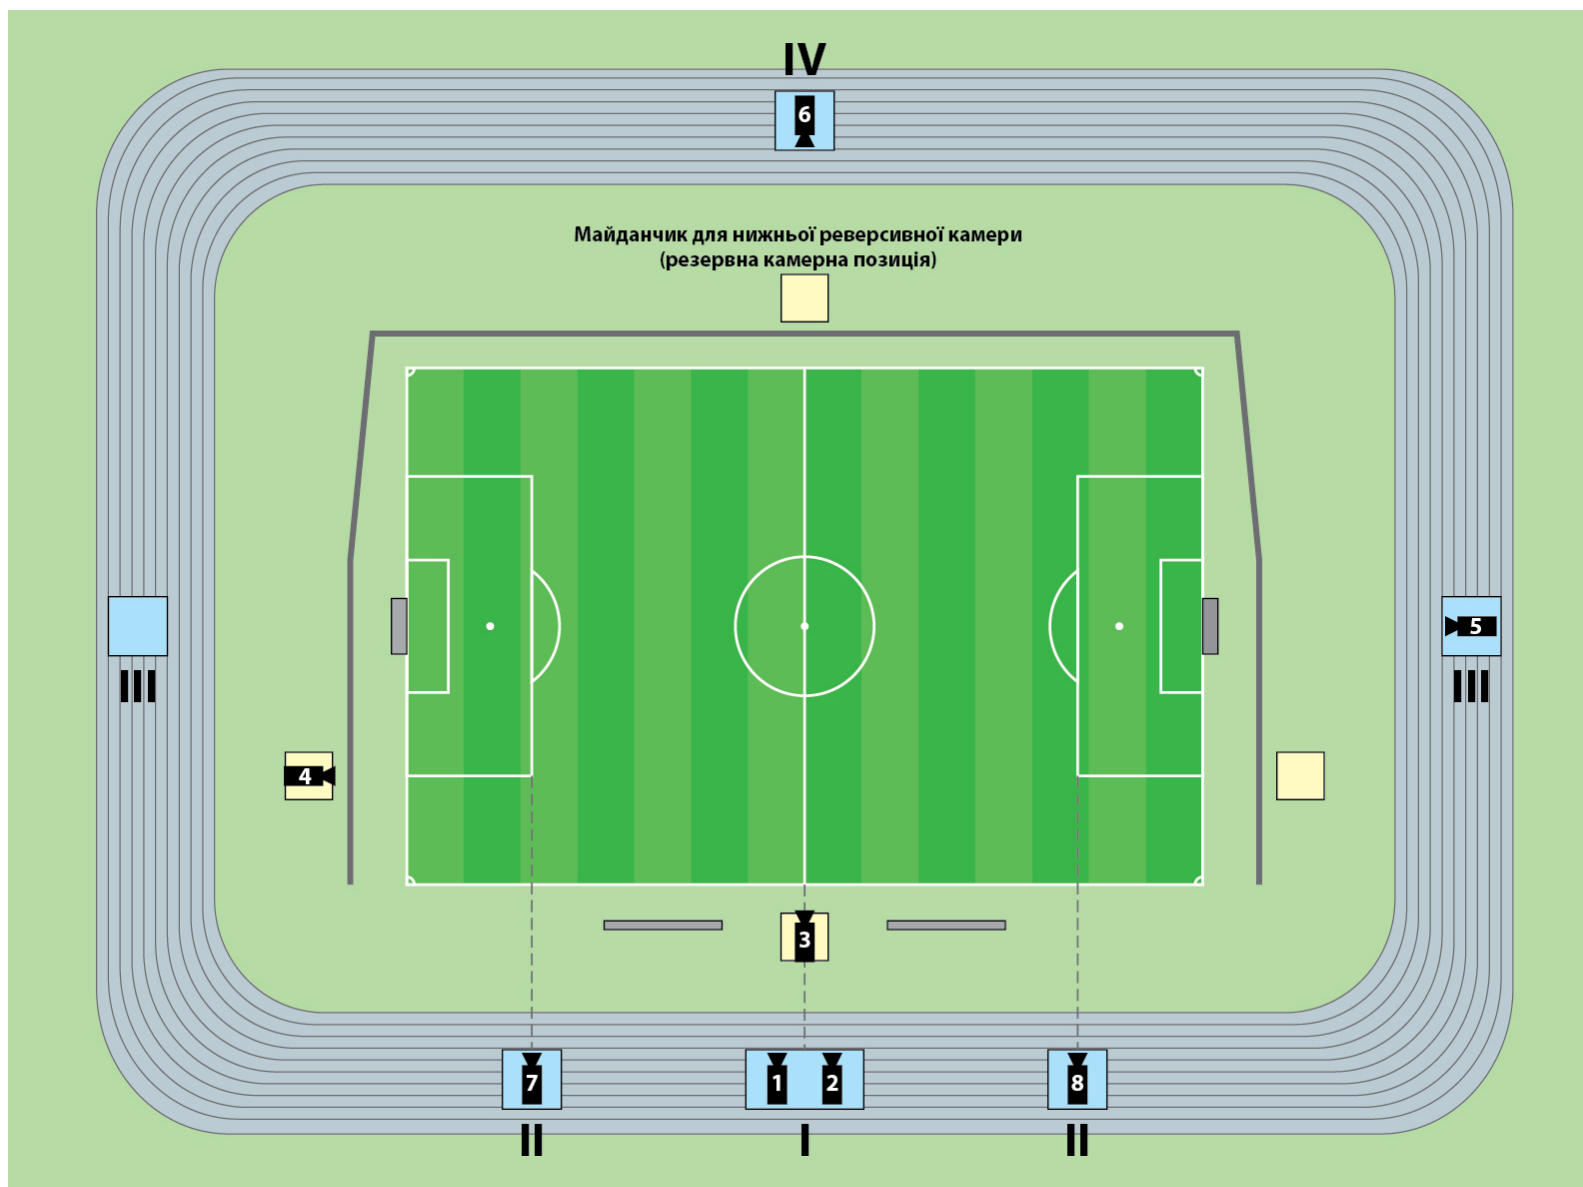 IV
6
Майданчик для нижньої реверсивної камери
(резервна камерна позиція)
5
III
III
4
3
7
1 2
8
II
I
II